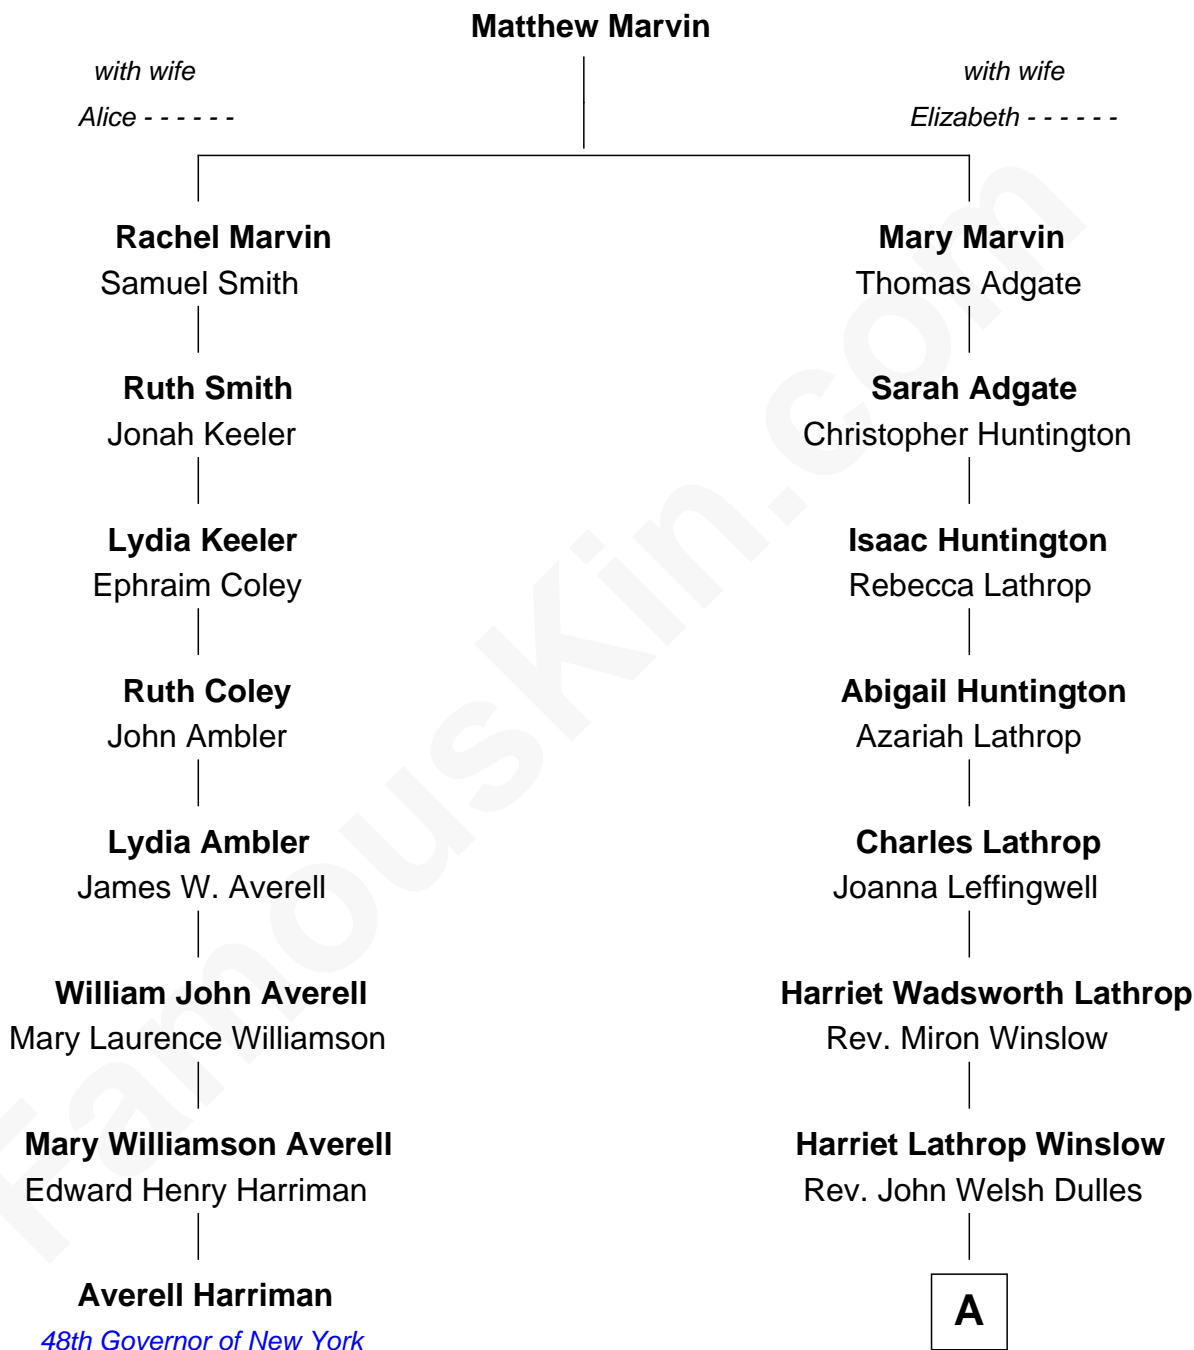 Matthew Marvin
with wife
with wife
Alice - - - - - -
Elizabeth - - - - - -
Rachel Marvin
Samuel Smith
Mary Marvin
Thomas Adgate
Ruth Smith
Jonah Keeler
Sarah Adgate
Christopher Huntington
Lydia Keeler
Ephraim Coley
Isaac Huntington
Rebecca Lathrop
Ruth Coley
John Ambler
Abigail Huntington
Azariah Lathrop
Lydia Ambler
James W. Averell
Charles Lathrop
Joanna Leffingwell
William John Averell
Mary Laurence Williamson
Harriet Wadsworth Lathrop
Rev. Miron Winslow
Mary Williamson Averell
Edward Henry Harriman
Harriet Lathrop Winslow
Rev. John Welsh Dulles
Averell Harriman
48th Governor of New York
A
FamousKin.com